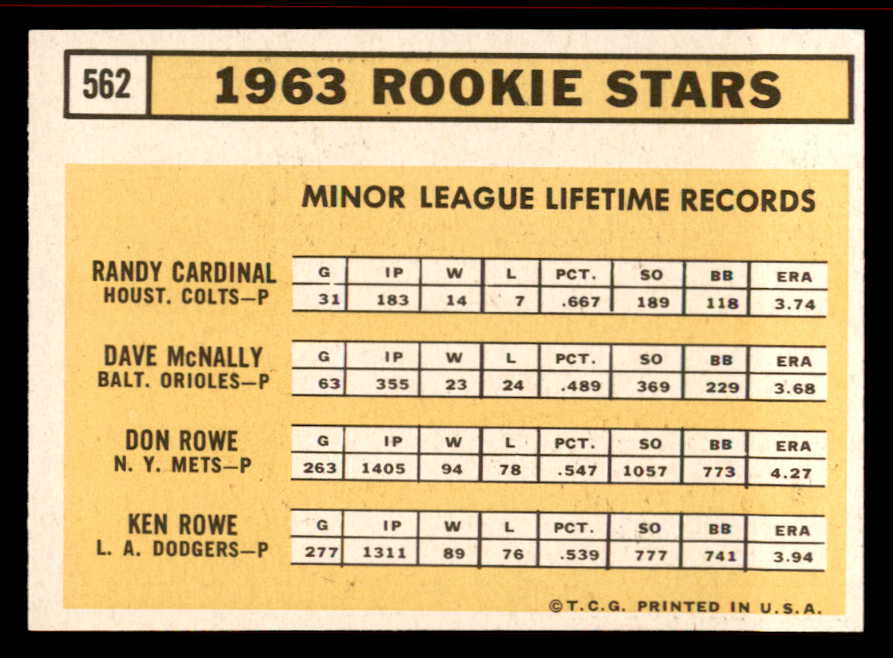 562 1963 ROOKIE STARS
MINOR LEAGUE LIFETIME RECORDS
RANDY CARDINAL G IP W L PCT. SO BB ERA
HOUST. COLTS—P 31 183 14 7 .667 189 118 3.74
DAVE McNALLY G IP W L PCT. SO BB ERA
BALT. ORIOLES—P 63 355 23 24 .489 369 229 3.68
DON ROWE G IP W L PCT. SO BB ERA
N. Y. METS—P 263 1405 94 78 .547 1057 773 4.27
KEN ROWE G IP W L PCT. SO BB ERA
L. A. DODGERS—P 277 1311 89 76 .539 777 741 3.94
©T.C.G. PRINTED IN U.S.A.